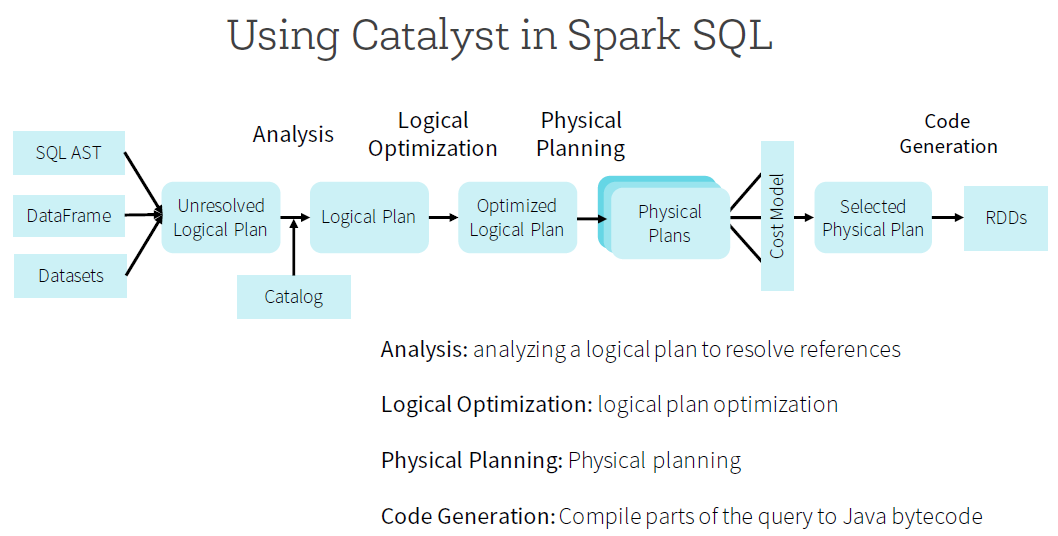 Using Catalyst in Spark SQL
Analysis
Logical
Optimization
Physical
Planning
Code
Generation
SQL AST
DataFrame
Datasets
Unresolved
Logical Plan
Logical Plan
Catalog
Optimized
Logical Plan
Physical
Plans
Cost Model
Selected
Physical Plan
RDDs
Analysis: analyzing a logical plan to resolve references
Logical Optimization: logical plan optimization
Physical Planning: Physical planning
Code Generation: Compile parts of the query to Java bytecode